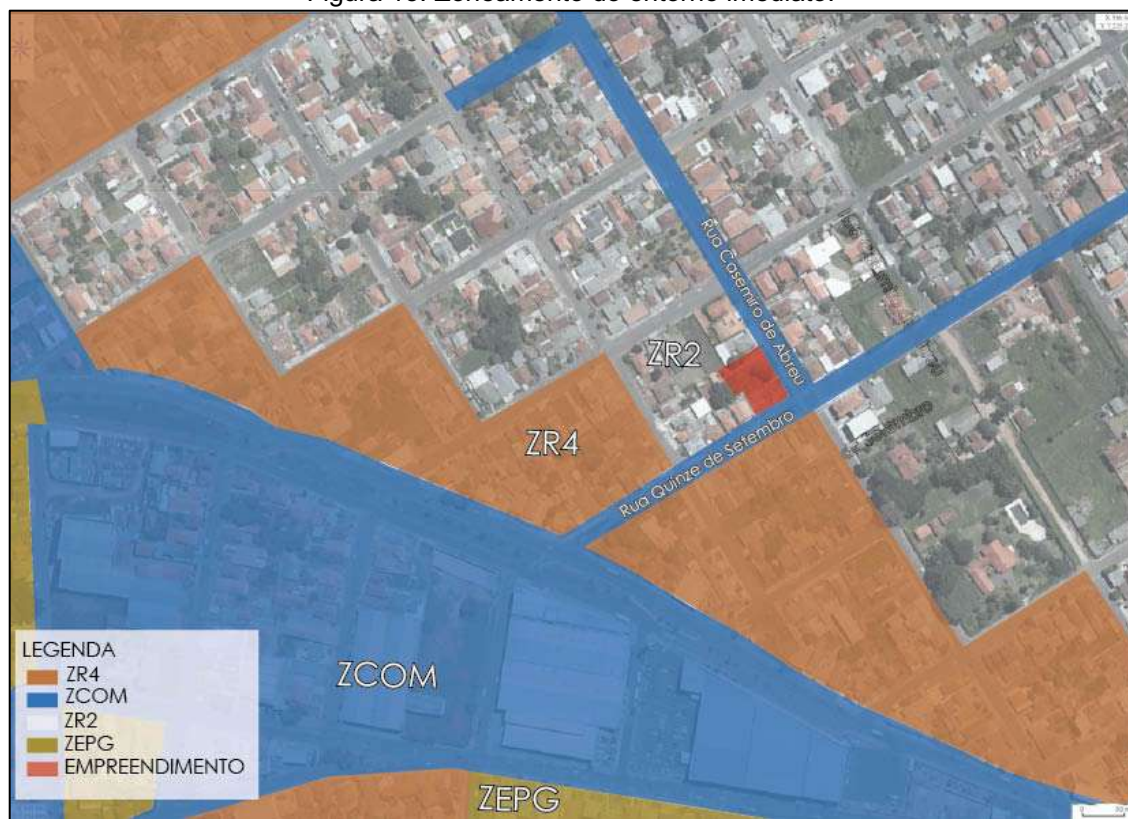 Figura 13. Zoneamento do entorno imediato.
Rua Casemiro de Abreu
ZR2
ZR4
Rua Quinze de Setembro
ZCOM
ZEPG
LEGENDA
ZR4
ZCOM
ZR2
ZEPG
EMPREENDIMENTO